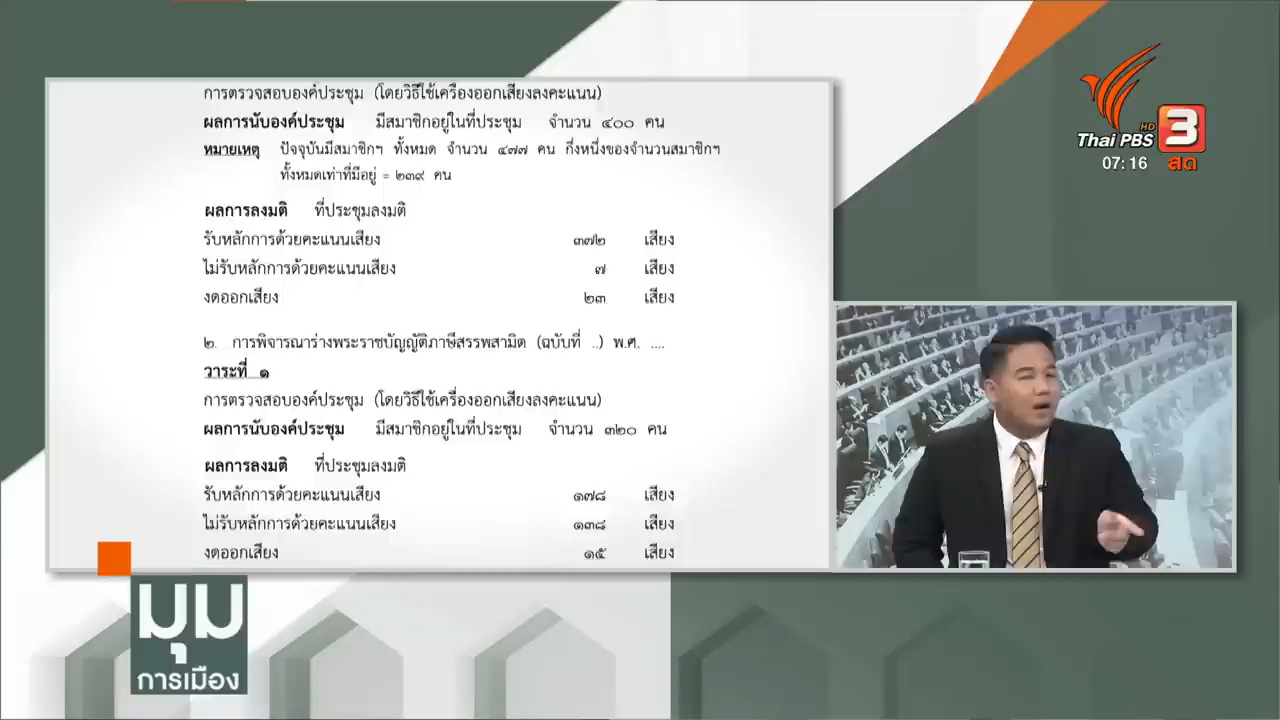 การตรวจสอบองค์ประชุม (โดยวิธีใช้เครื่องออกเสียงลงคะแนน)
ผลการนับองค์ประชุม มีสมาชิกอยู่ในที่ประชุม จำนวน ๔๐๐ คน
หมายเหตุ ปัจจุบันมีสมาชิกฯ ทั้งหมด จำนวน ๔๗๗ คน กึ่งหนึ่งของจำนวนสมาชิกฯ
ทั้งหมดเท่าที่มีอยู่ = ๒๓๙ คน
ผลการลงมติ ที่ประชุมลงมติ
รับหลักการด้วยคะแนนเสียง ๓๗๒ เสียง
ไม่รับหลักการด้วยคะแนนเสียง ๗ เสียง
งดออกเสียง ๒๓ เสียง
๒. การพิจารณาร่างพระราชบัญญัติภาษีสรรพสามิต (ฉบับที่ ..) พ.ศ. ....
วาระที่ ๑
การตรวจสอบองค์ประชุม (โดยวิธีใช้เครื่องออกเสียงลงคะแนน)
ผลการนับองค์ประชุม มีสมาชิกอยู่ในที่ประชุม จำนวน ๓๒๐ คน
ผลการลงมติ ที่ประชุมลงมติ
รับหลักการด้วยคะแนนเสียง ๑๗๘ เสียง
ไม่รับหลักการด้วยคะแนนเสียง ๑๓๘ เสียง
งดออกเสียง ๑๕ เสียง
Thai PBS HD 3
07:16 สด
มุม
การเมือง